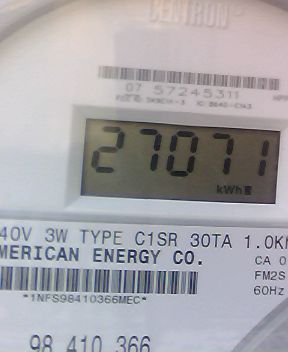 CENTRON®
07 57245311
27071
kWh
40V 3W TYPE C1SR 30TA 1.0K
MERICAN ENERGY CO.
CA 0
FM2S
60Hz
*1NFS98410366MEC*
98 410 366